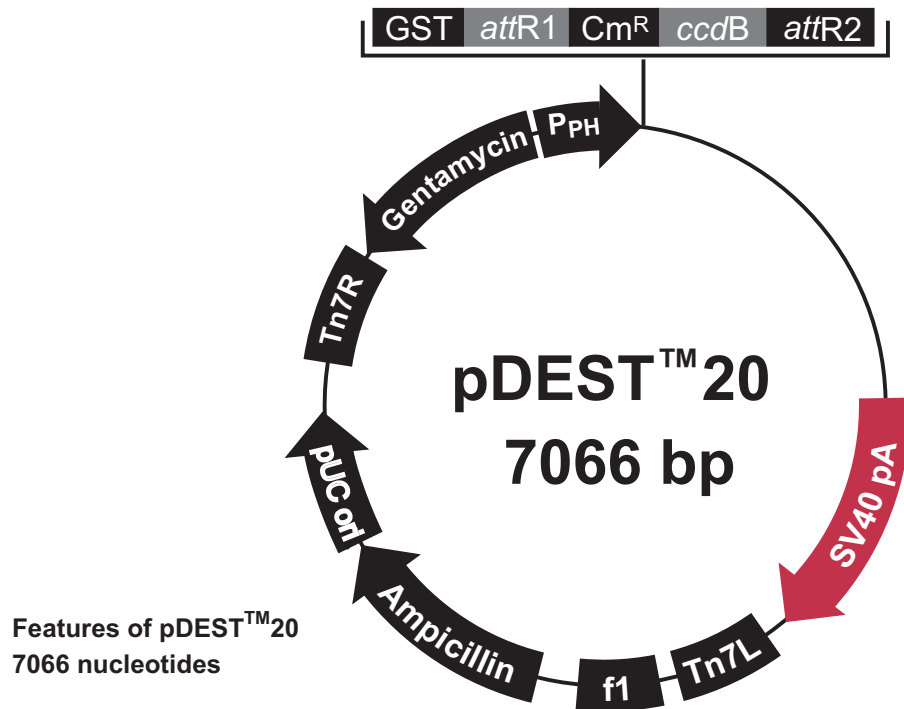 GST attR1 CmR ccdB attR2
PPH
Gentamycin
Tn7R
pUC ori
Ampicillin
f1
Tn7L
SV40 pA
pDEST™20
7066 bp
Features of pDEST™20
7066 nucleotides